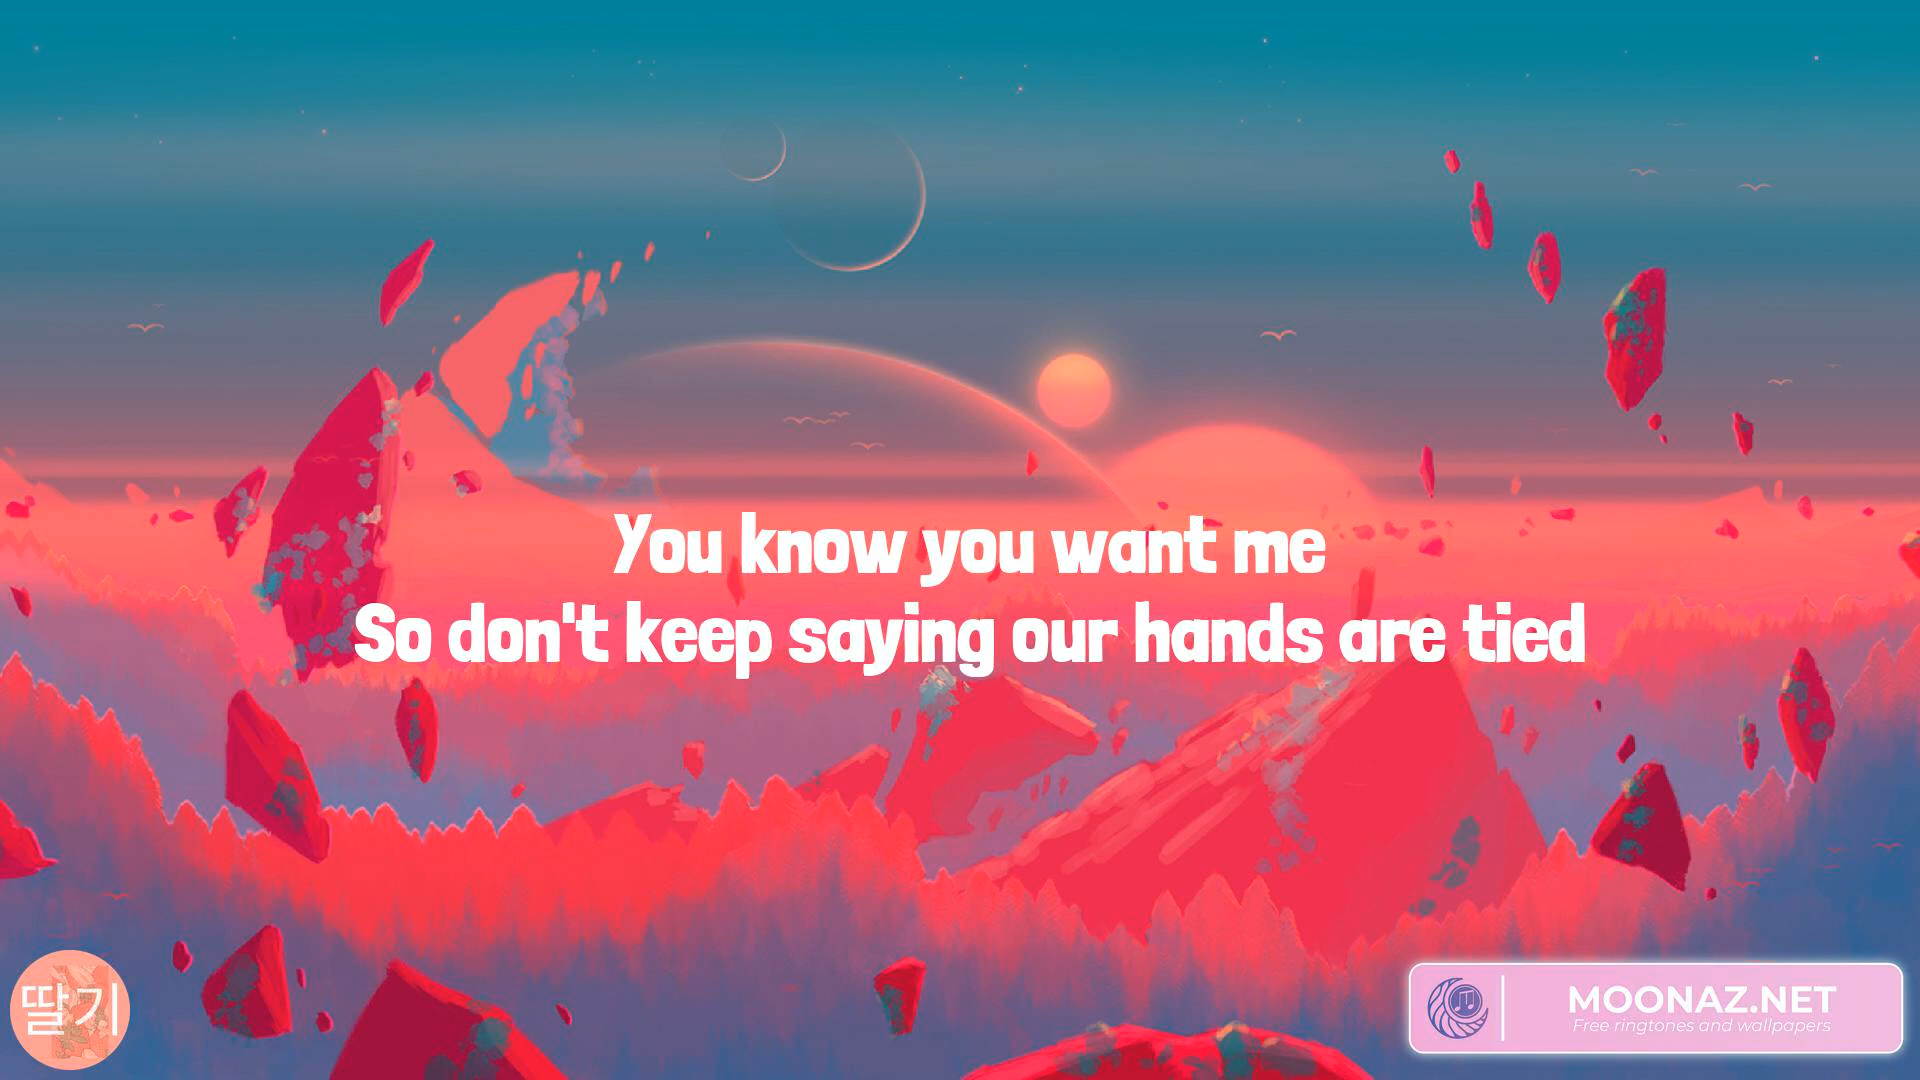 You know you want me
So don't keep saying our hands are tied
딸기
MOONAZ.NET
Free ringtones and wallpapers